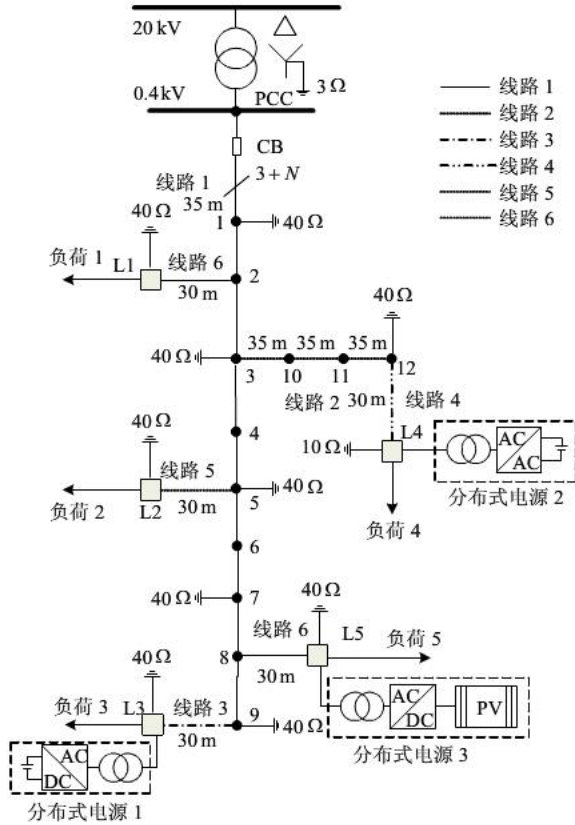 20 kV
3 Ω
0.4 kV
PCC
CB
3+N
线路 1
35 m
40 Ω
1
40 Ω
负荷 1
L1
线路 6
30 m
2
线路 1
线路 2
线路 3
线路 4
线路 5
线路 6
40 Ω
35 m
35 m
35 m
40 Ω
3
10
11
12
线路 2
30 m
线路 4
4
10 Ω
L4
AC
AC
分布式电源 2
负荷 4
40 Ω
线路 5
负荷 2
L2
30 m
5
40 Ω
6
40 Ω
7
40 Ω
线路 6
L5
负荷 5
8
30 m
AC
DC
PV
分布式电源 3
40 Ω
负荷 3
L3
线路 3
30 m
9
40 Ω
AC
DC
分布式电源 1